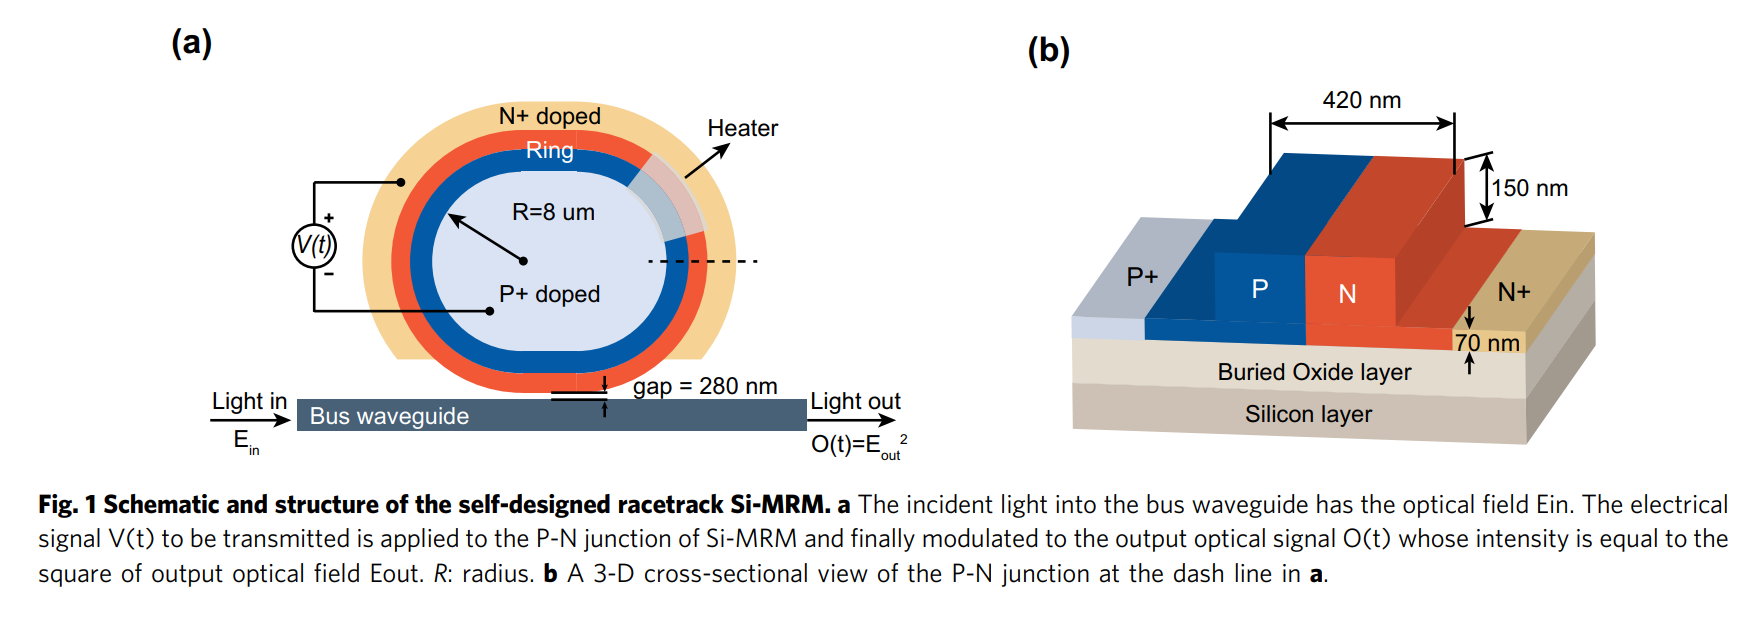 (a)
N+ doped
Ring
Heater
R=8 um
+
V(t)
−
P+ doped
gap = 280 nm
Light in
Bus waveguide
Light out
E_in
O(t)=E_out²
(b)
420 nm
150 nm
P+
P
N
N+
70 nm
Buried Oxide layer
Silicon layer
Fig. 1 Schematic and structure of the self-designed racetrack Si-MRM. a The incident light into the bus waveguide has the optical field Ein. The electrical
signal V(t) to be transmitted is applied to the P-N junction of Si-MRM and finally modulated to the output optical signal O(t) whose intensity is equal to the
square of output optical field Eout. R: radius. b A 3-D cross-sectional view of the P-N junction at the dash line in a.